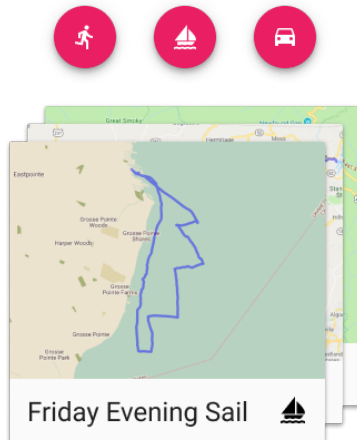 Great Smoky
Hermitage
Eastpointe
Grosse Pointe
Woods
Grosse Pointe
Shores
Harper Woods
Grosse
Pointe Farms
Grosse Pointe
Grosse
Pointe Park
Friday Evening Sail